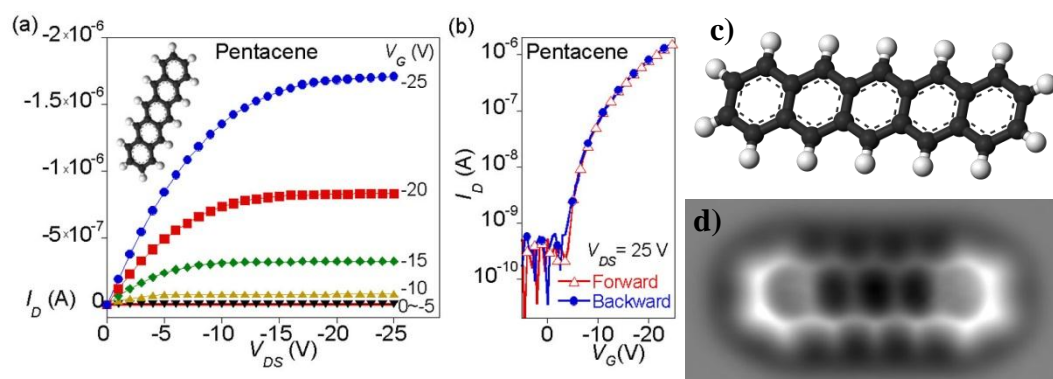 (a)
-2×10⁻⁶
Pentacene
V_G (V)
-25
-1.5×10⁻⁶
-1×10⁻⁶
-20
-5×10⁻⁷
-15
-10
0~-5
0
I_D (A)
0 -5 -10 -15 -20 -25
V_DS (V)
(b)
10⁻⁶
Pentacene
10⁻⁷
10⁻⁸
I_D (A)
10⁻⁹
V_DS= 25 V
10⁻¹⁰
Forward
Backward
0 -10 -20
V_G(V)
c)
d)